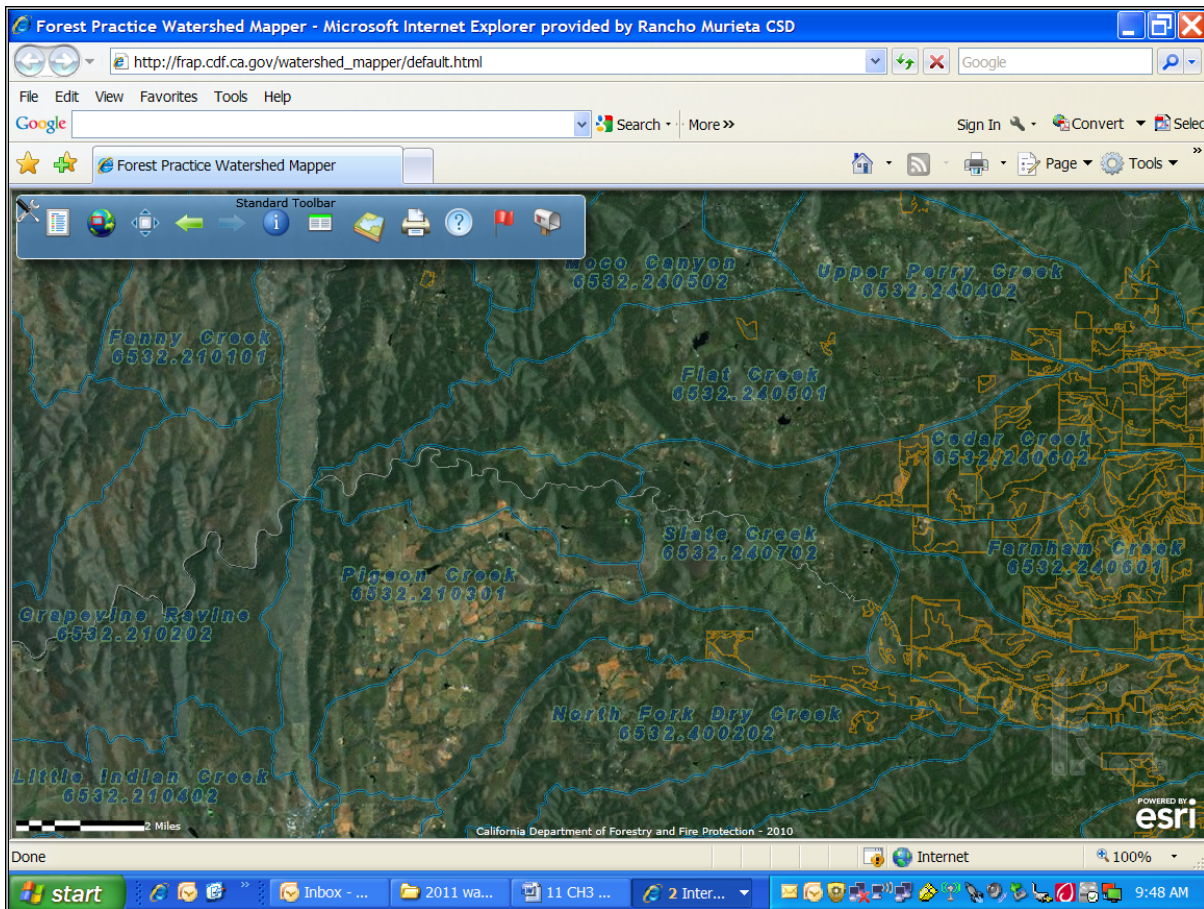 Forest Practice Watershed Mapper - Microsoft Internet Explorer provided by Rancho Murieta CSD
http://frap.cdf.ca.gov/watershed_mapper/default.html
Google
File Edit View Favorites Tools Help
Google
Search
More »
Sign In
Convert
Selec
Forest Practice Watershed Mapper
Page
Tools
»
Standard Toolbar
Moco Canyon
6532.240502
Upper Perry Creek
6532.240402
Fanny Creek
6532.210101
Flat Creek
6532.240501
Cedar Creek
6532.240602
Slate Creek
6532.240702
Farnham Creek
6532.240601
Pigeon Creek
6532.210301
Grapevine Ravine
6532.210202
North Fork Dry Creek
6532.400202
Little Indian Creek
6532.210402
2 Miles
California Department of Forestry and Fire Protection - 2010
POWERED BY
esri
Done
Internet
100%
start
»
Inbox - ...
2011 wa...
11 CH3 ...
2 Inter...
9:48 AM